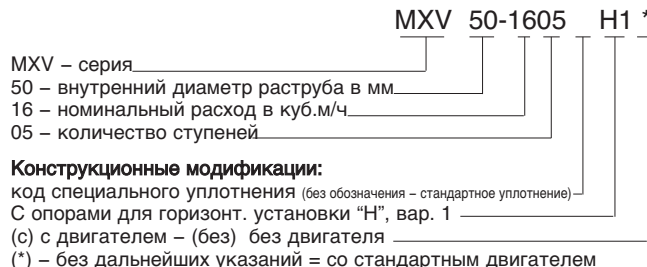 MXV 50-1605 H1 *
MXV – серия
50 – внутренний диаметр раструба в мм
16 – номинальный расход в куб.м/ч
05 – количество ступеней
Конструкционные модификации:
код специального уплотнения (без обозначения – стандартное уплотнение)
С опорами для горизонт. установки “H”, вар. 1
(с) с двигателем – (без) без двигателя
(*) – без дальнейших указаний = со стандартным двигателем